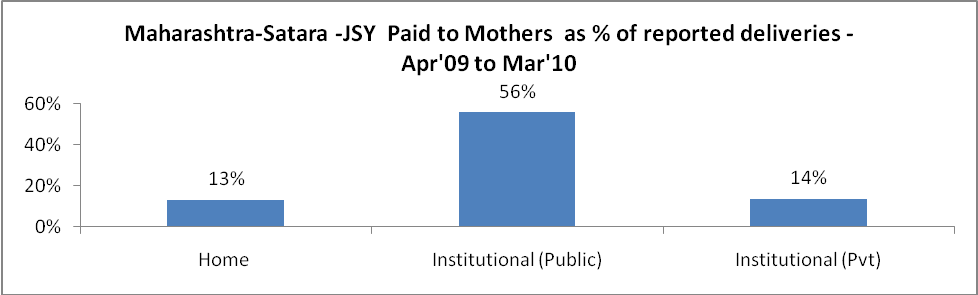 Maharashtra-Satara -JSY Paid to Mothers as % of reported deliveries -
Apr'09 to Mar'10
56%
60%
40%
13%
14%
20%
0%
Home
Institutional (Public)
Institutional (Pvt)